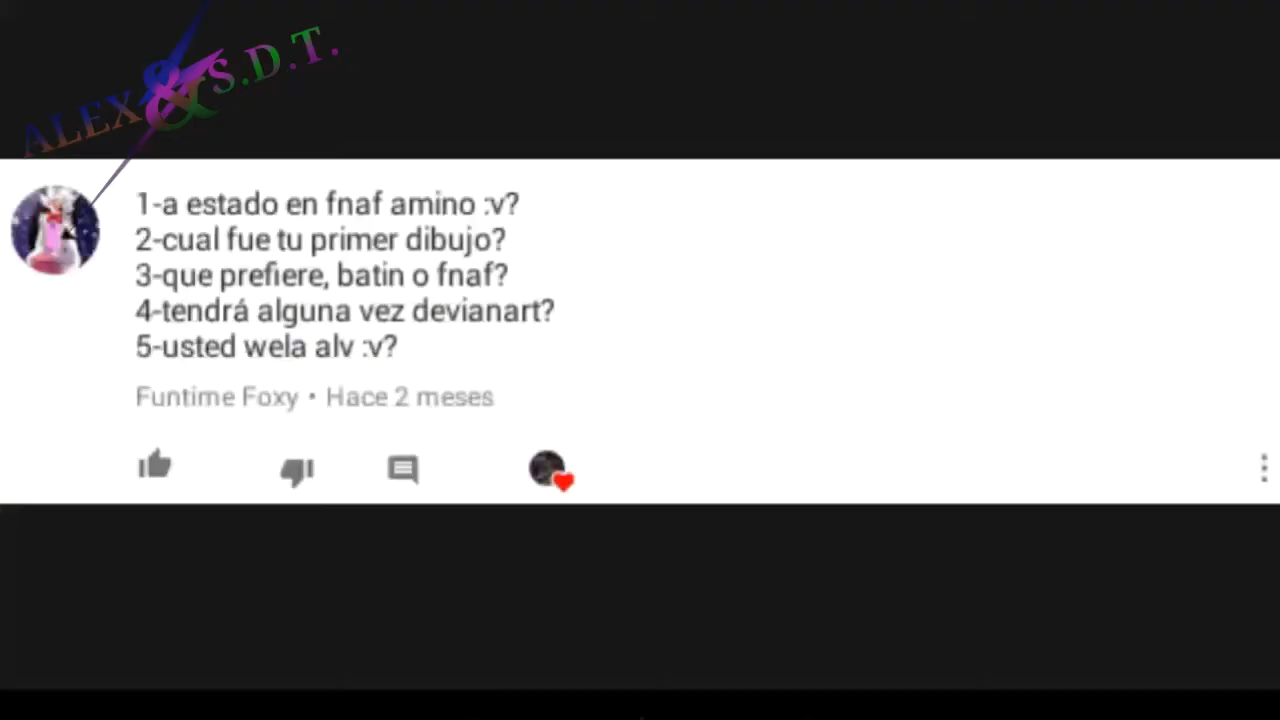 ALEX&S.D.T.
1-a estado en fnaf amino :v?
2-cual fue tu primer dibujo?
3-que prefiere, batin o fnaf?
4-tendrá alguna vez devianart?
5-usted wela alv :v?
Funtime Foxy • Hace 2 meses